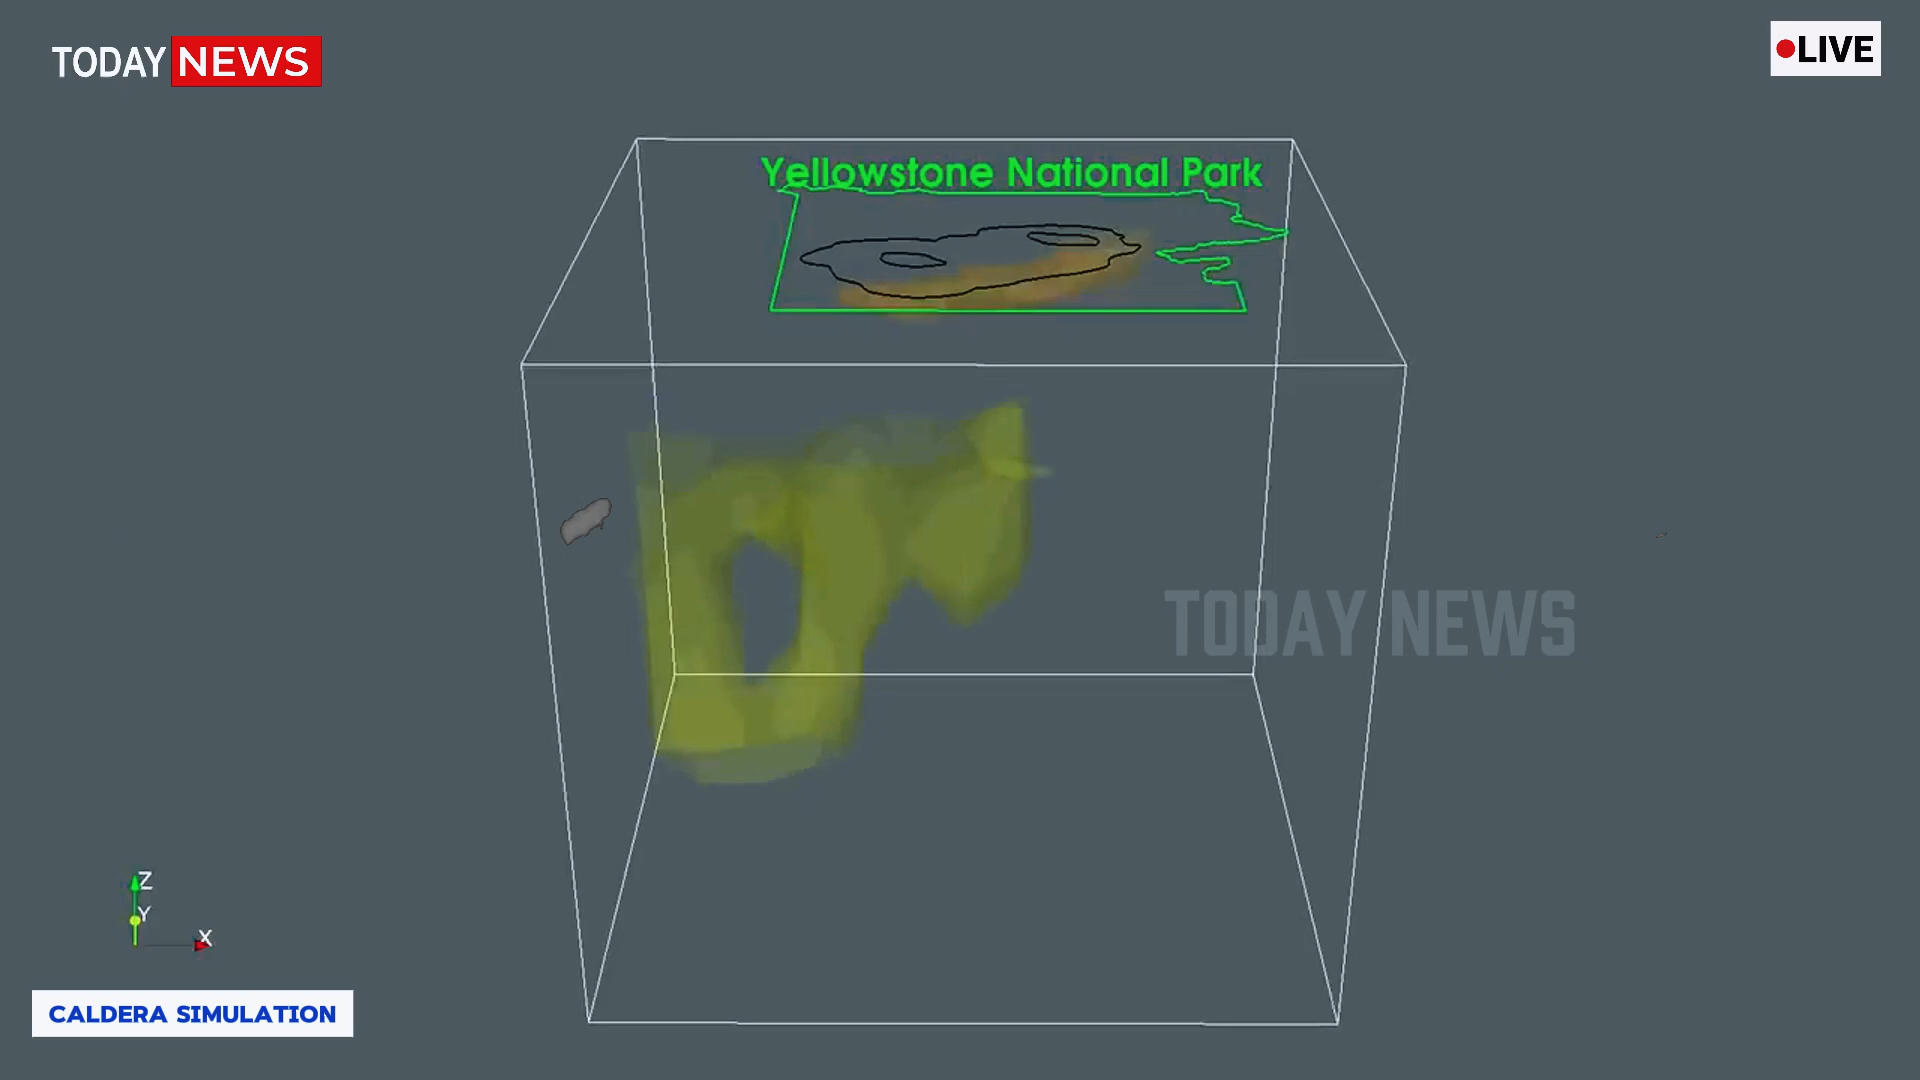 TODAY NEWS
LIVE
Yellowstone National Park
TODAY NEWS
Z
Y
X
CALDERA SIMULATION